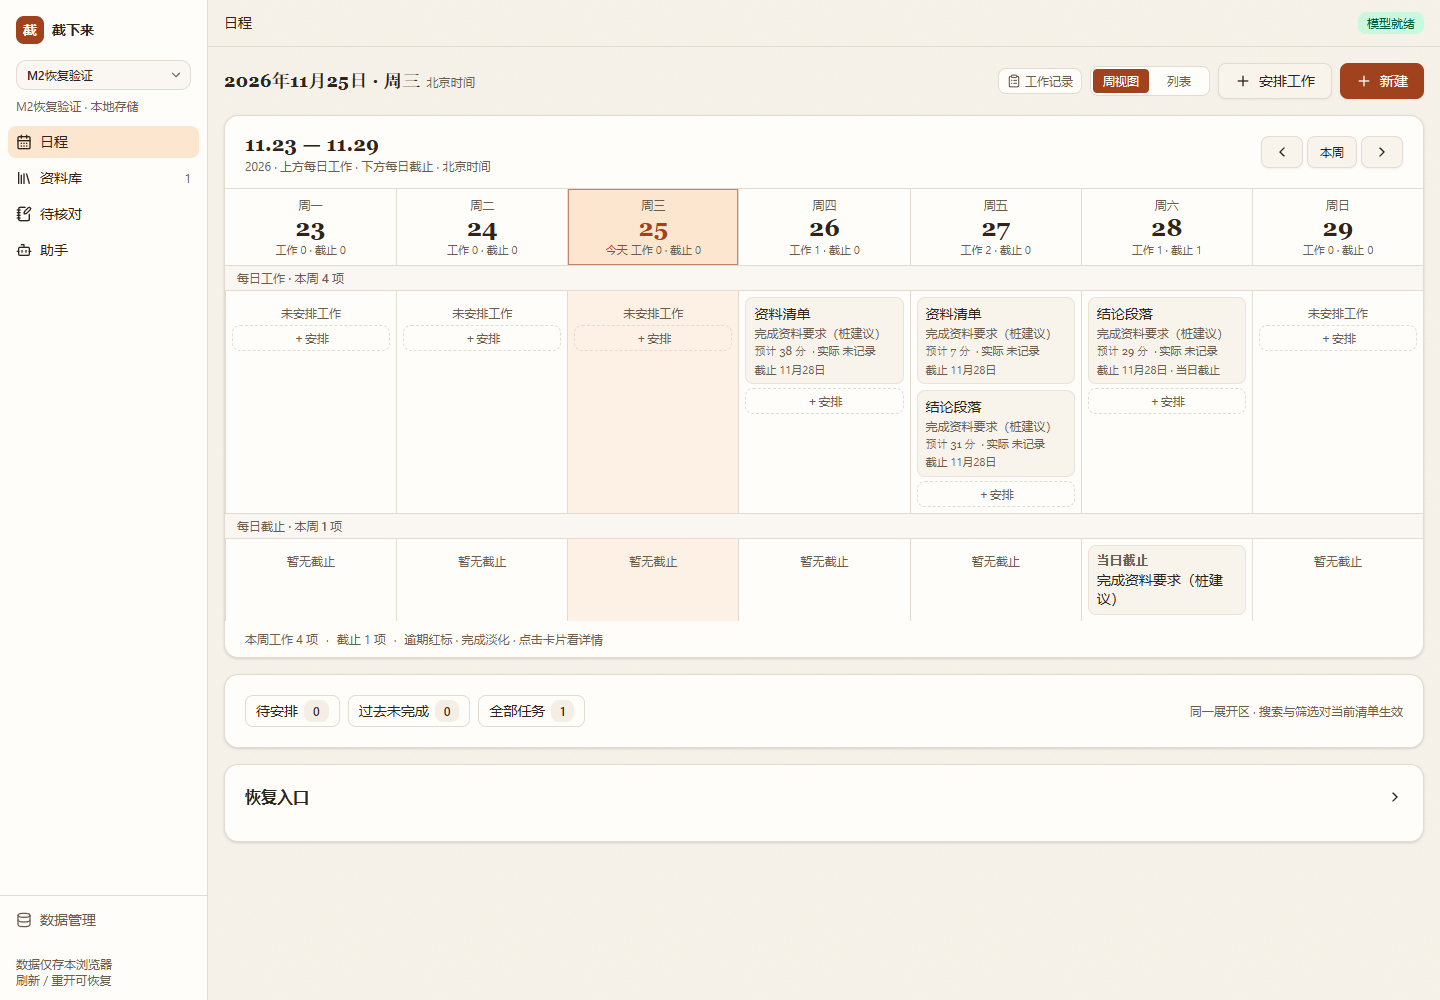 截 截下来
M2恢复验证
M2恢复验证 · 本地存储
日程
资料库 1
待核对
助手
数据管理
数据仅存本浏览器
刷新 / 重开可恢复
日程
模型就绪
2026年11月25日 · 周三 北京时间
工作记录
周视图 列表
+ 安排工作
+ 新建
11.23 — 11.29
2026 · 上方每日工作 · 下方每日截止 · 北京时间
本周
周一 周二 周三 周四 周五 周六 周日
23 24 25 26 27 28 29
工作 0 · 截止 0 工作 0 · 截止 0 今天 工作 0 · 截止 0 工作 1 · 截止 0 工作 2 · 截止 0 工作 1 · 截止 1 工作 0 · 截止 0
每日工作 · 本周 4 项
未安排工作
+ 安排
未安排工作
+ 安排
未安排工作
+ 安排
资料清单
完成资料要求（桩建议）
预计 38 分 · 实际 未记录
截止 11月28日
+ 安排
资料清单
完成资料要求（桩建议）
预计 7 分 · 实际 未记录
截止 11月28日
结论段落
完成资料要求（桩建议）
预计 31 分 · 实际 未记录
截止 11月28日
+ 安排
结论段落
完成资料要求（桩建议）
预计 29 分 · 实际 未记录
截止 11月28日 · 当日截止
+ 安排
未安排工作
+ 安排
每日截止 · 本周 1 项
暂无截止 暂无截止 暂无截止 暂无截止 暂无截止
当日截止
完成资料要求（桩建
议）
暂无截止
本周工作 4 项 · 截止 1 项 · 逾期红标 · 完成淡化 · 点击卡片看详情
待安排 0 过去未完成 0 全部任务 1
同一展开区 · 搜索与筛选对当前清单生效
恢复入口